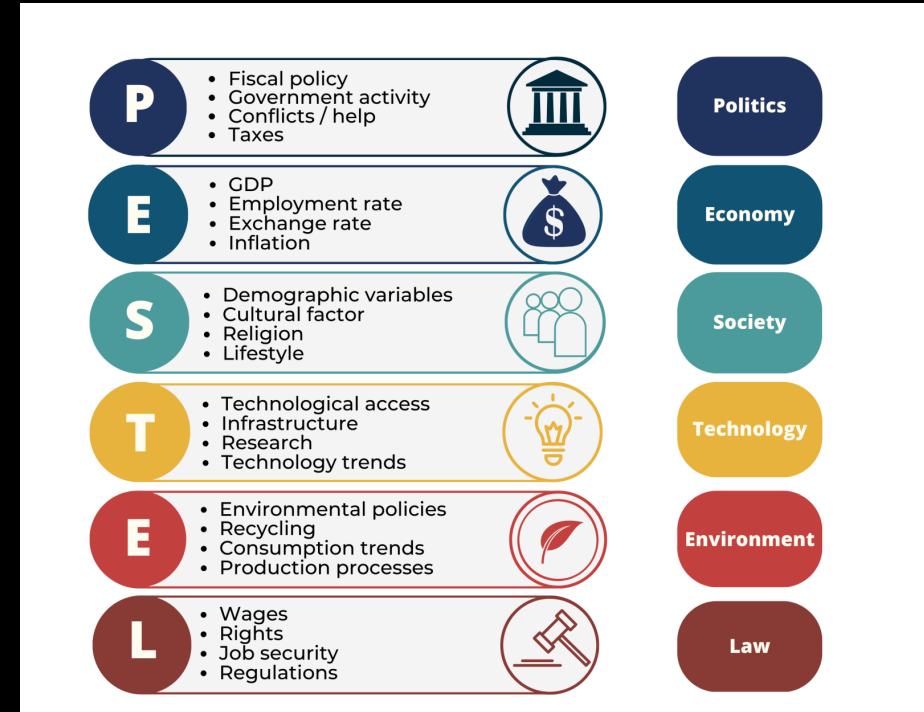 P
• Fiscal policy
• Government activity
• Conflicts / help
• Taxes
Politics
E
• GDP
• Employment rate
• Exchange rate
• Inflation
$
Economy
S
• Demographic variables
• Cultural factor
• Religion
• Lifestyle
Society
T
• Technological access
• Infrastructure
• Research
• Technology trends
Technology
E
• Environmental policies
• Recycling
• Consumption trends
• Production processes
Environment
L
• Wages
• Rights
• Job security
• Regulations
Law